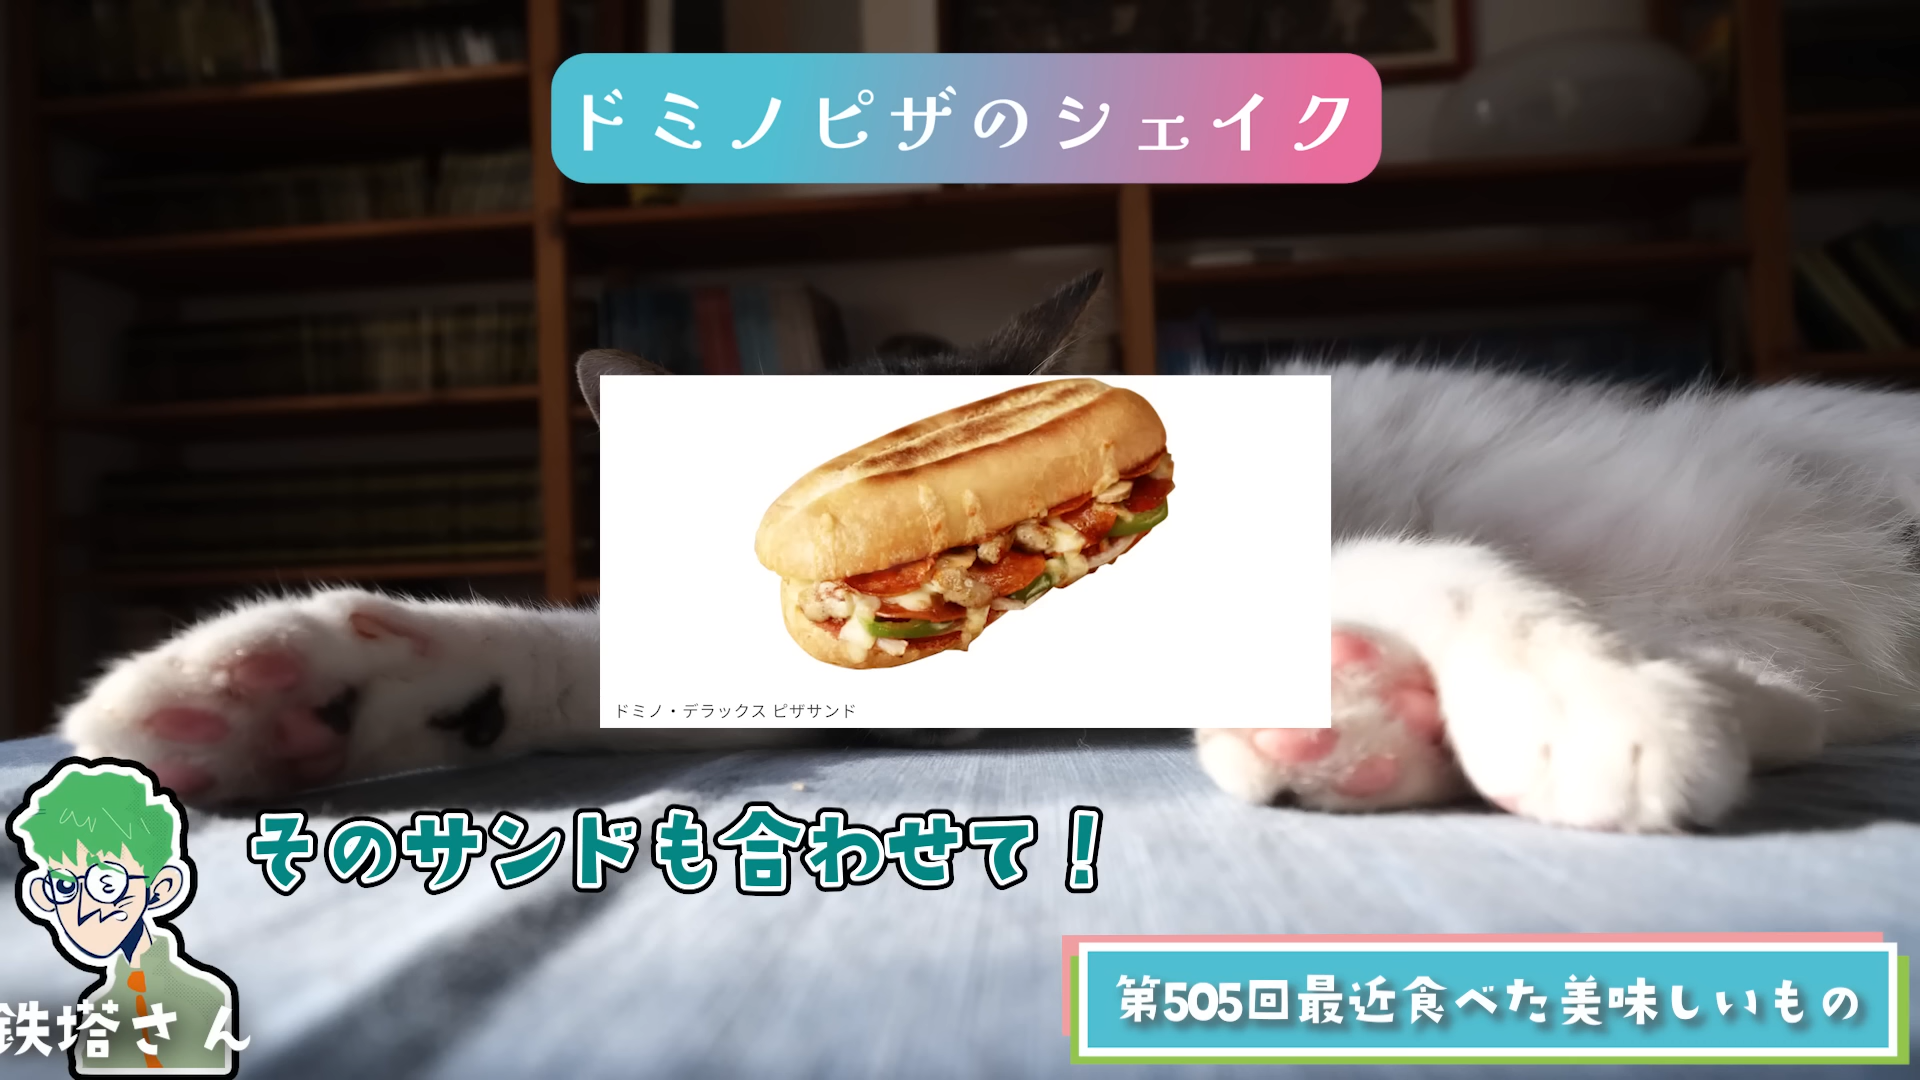 ドミノピザのシェイク
ドミノ・デラックス ピザサンド
そのサンドも合わせて！
鉄塔さん
第505回最近食べた美味しいもの